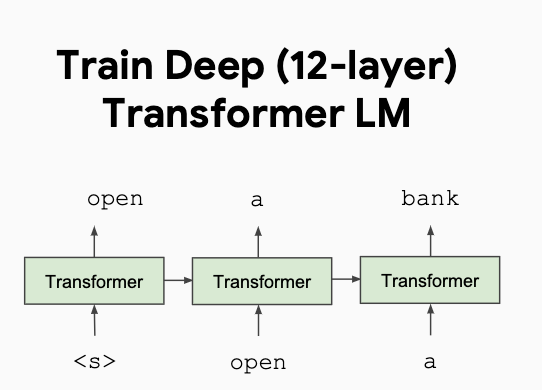 Train Deep (12-layer)
Transformer LM
open a bank
Transformer Transformer Transformer
<s> open a